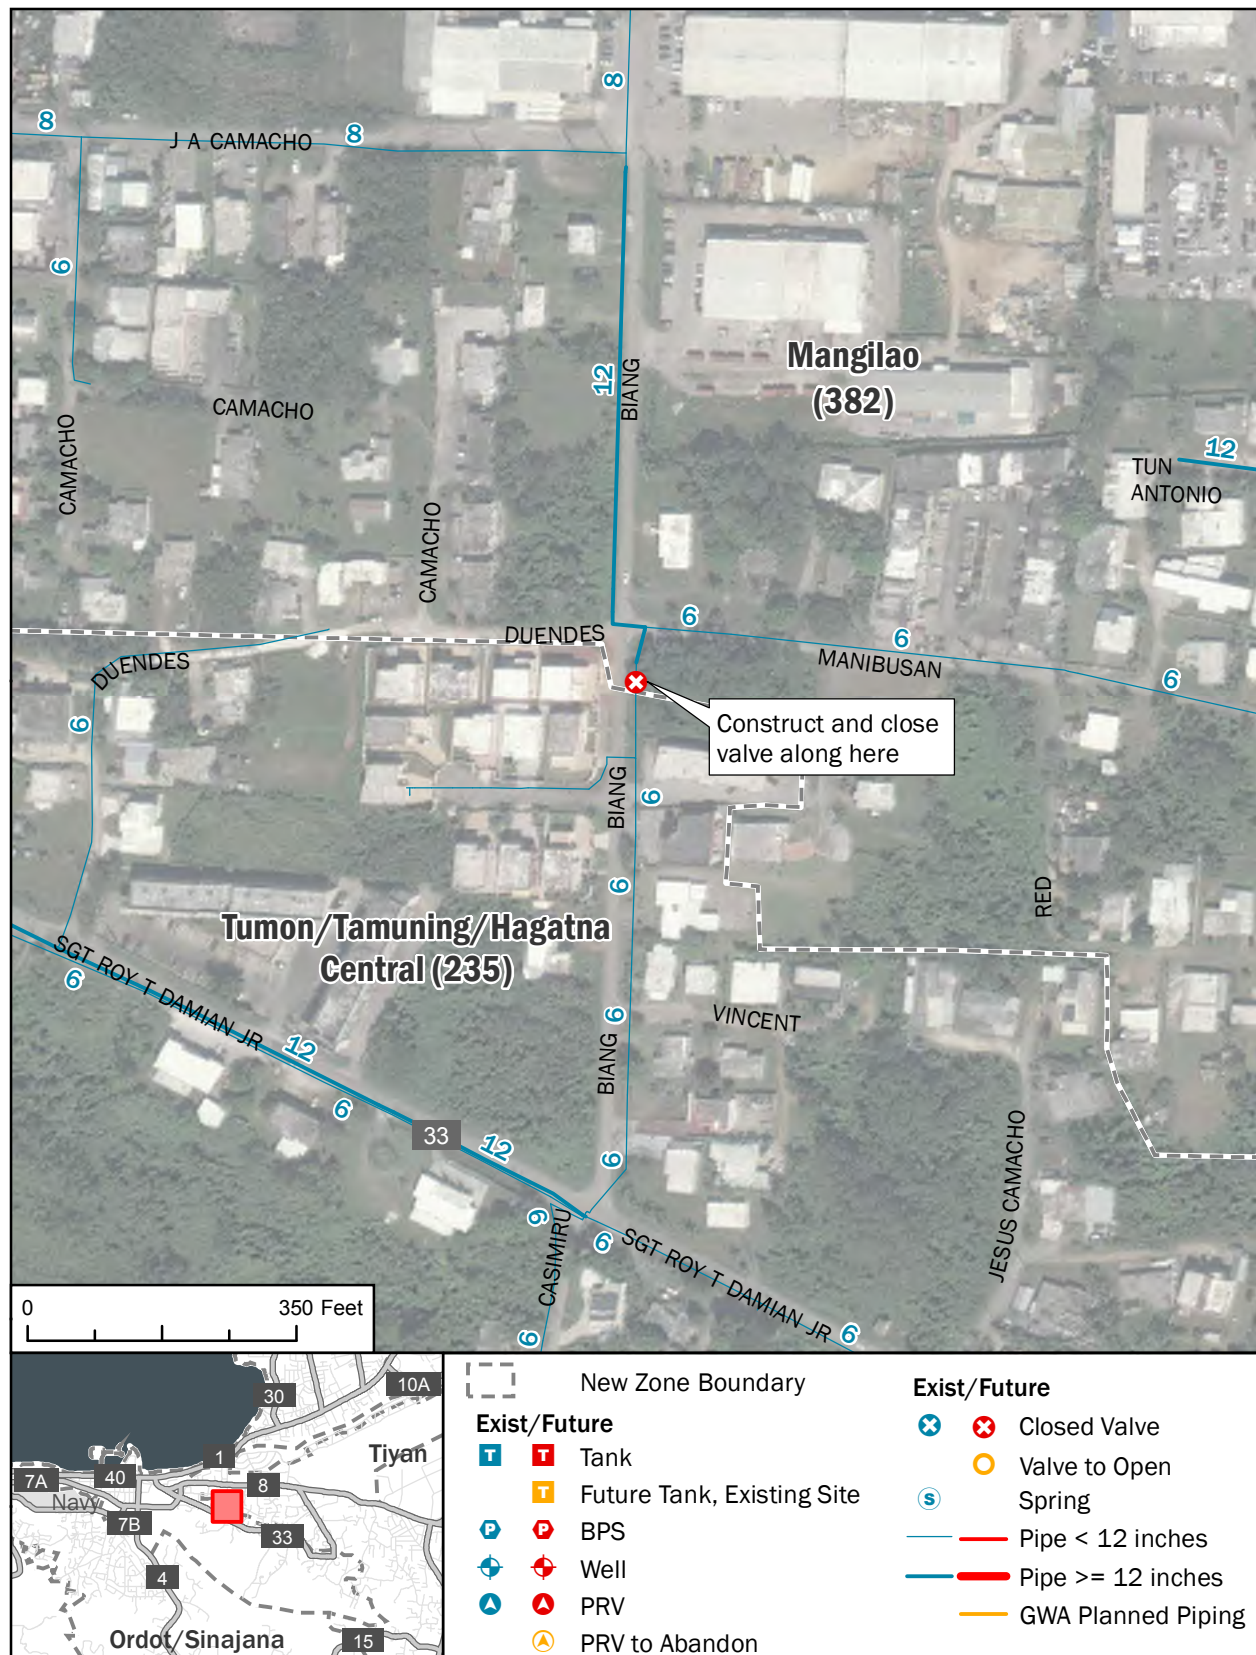 8
8
J A CAMACHO
8
6
Mangilao
(382)
12
BIANG
CAMACHO
CAMACHO
CAMACHO
12
TUN
ANTONIO
DUENDES
6
6
MANIBUSAN
6
DUENDES
6
Construct and close
valve along here
BIANG
6
6
RED
Tumon/Tamuning/Hagatna
Central (235)
SGT ROY T DAMIAN JR
6
12
6
33
12
6
VINCENT
BIANG
6
JESUS CAMACHO
6
CASIMIRU
6
SGT ROY T DAMIAN JR
6
6
0 350 Feet
30
10A
1
Tiyan
40
7A
8
Navy
7B
33
4
Ordot/Sinajana
15
New Zone Boundary
Exist/Future
T T Tank
T Future Tank, Existing Site
P P BPS
Well
PRV
PRV to Abandon
Exist/Future
Closed Valve
Valve to Open
S Spring
Pipe < 12 inches
Pipe >= 12 inches
GWA Planned Piping